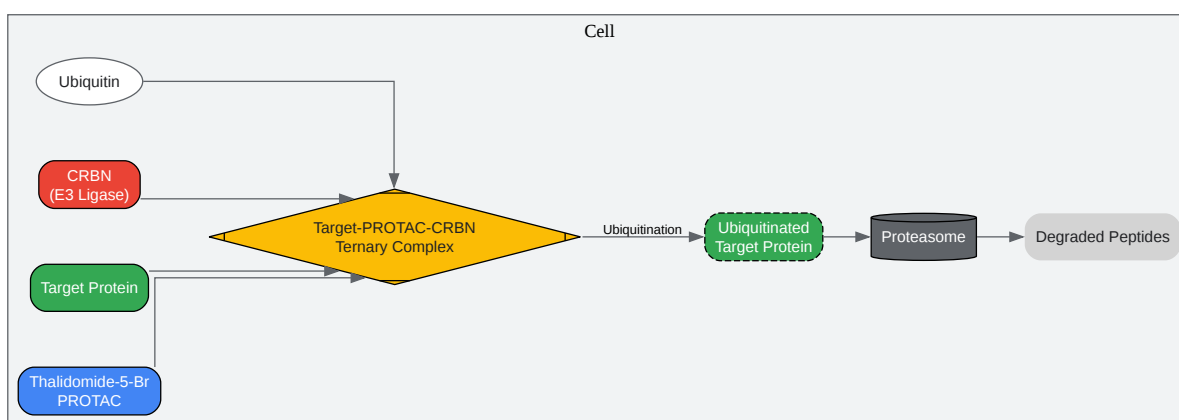 Cell
Ubiquitin
CRBN
(E3 Ligase)
Target Protein
Thalidomide-5-Br
PROTAC
Target-PROTAC-CRBN
Ternary Complex
Ubiquitination
Ubiquitinated
Target Protein
Proteasome
Degraded Peptides